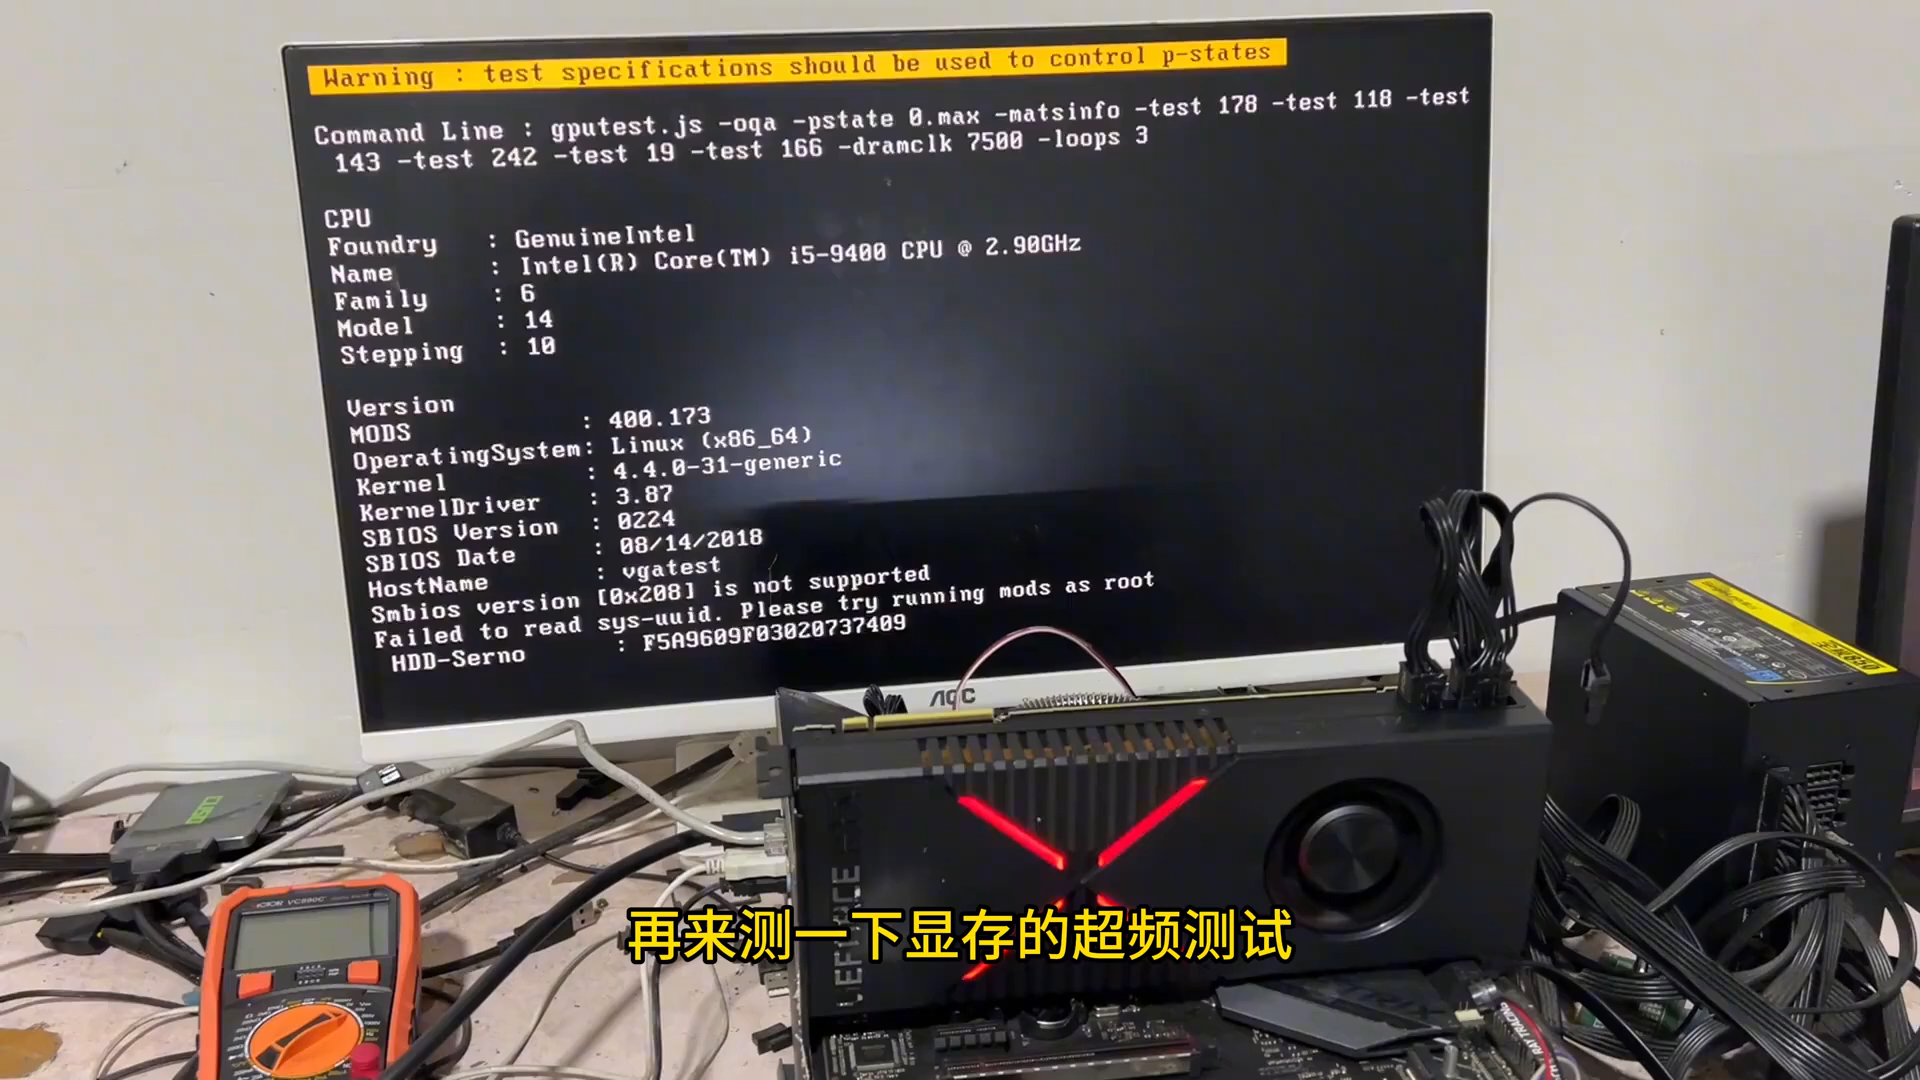 Warning : test specifications should be used to control p-states
Command Line : gputest.js -oqa -pstate 0.max -matsinfo -test 178 -test 118 -test
143 -test 242 -test 19 -test 166 -dramclk 7500 -loops 3
CPU
Foundry : GenuineIntel
Name : Intel(R) Core(TM) i5-9400 CPU @ 2.90GHz
Family : 6
Model : 14
Stepping : 10
Version
MODS : 400.173
OperatingSystem: Linux (x86_64)
Kernel : 4.4.0-31-generic
KernelDriver : 3.87
SBIOS Version : 0224
SBIOS Date : 08/14/2018
HostName : vgatest
Smbios version [0x208] is not supported
Failed to read sys-uuid. Please try running mods as root
HDD-Serno : F5A9609F03020737409
AOC
再来测一下显存的超频测试